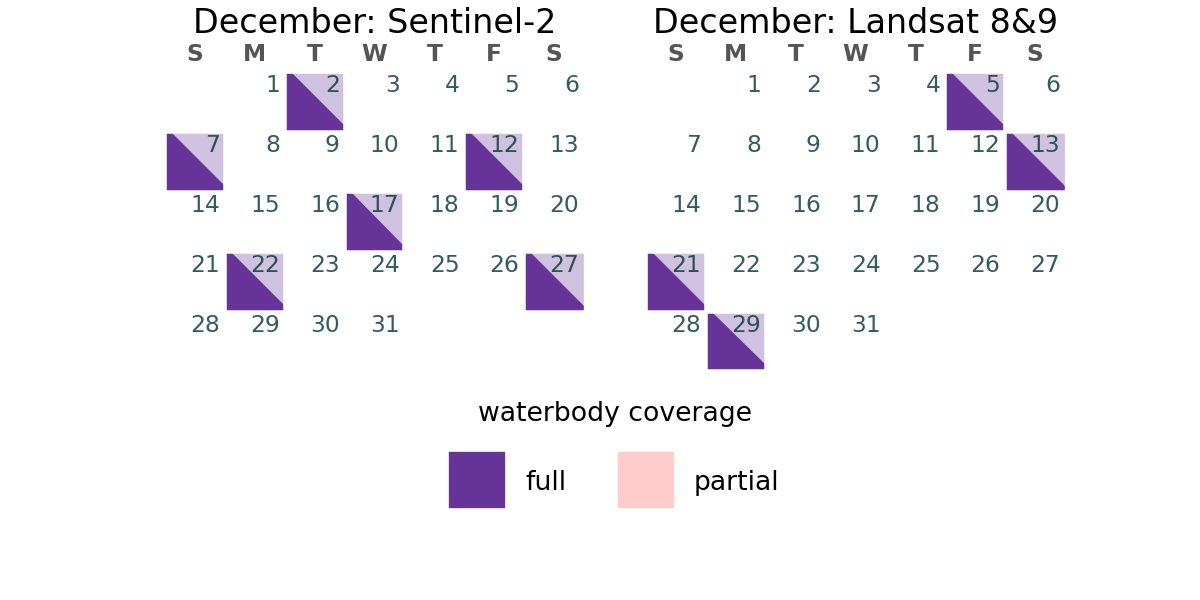 December: Sentinel-2
S M T W T F S
1 2 3 4 5 6
7 8 9 10 11 12 13
14 15 16 17 18 19 20
21 22 23 24 25 26 27
28 29 30 31
December: Landsat 8&9
S M T W T F S
1 2 3 4 5 6
7 8 9 10 11 12 13
14 15 16 17 18 19 20
21 22 23 24 25 26 27
28 29 30 31
waterbody coverage
full partial